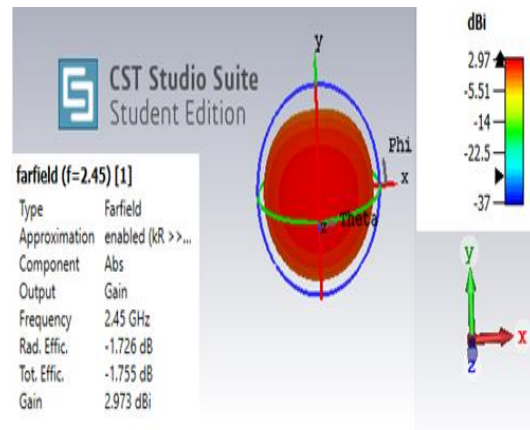 CST Studio Suite
Student Edition
farfield (f=2.45) [1]
Type Farfield
Approximation enabled (kR >>...
Component Abs
Output Gain
Frequency 2.45 GHz
Rad. Effic. -1.726 dB
Tot. Effic. -1.755 dB
Gain 2.973 dBi
y
Phi
x
z
Theta
dBi
2.97
-5.51
-14
-22.5
-37
y
x
z